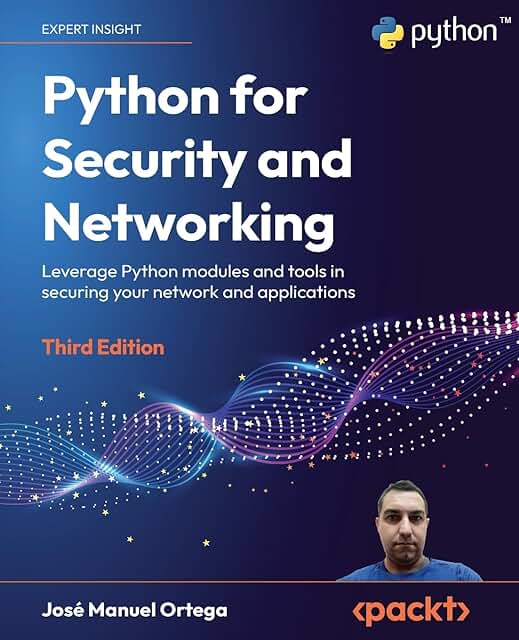 EXPERT INSIGHT
python™
Python for
Security and
Networking
Leverage Python modules and tools in
securing your network and applications
Third Edition
José Manuel Ortega
<packt>